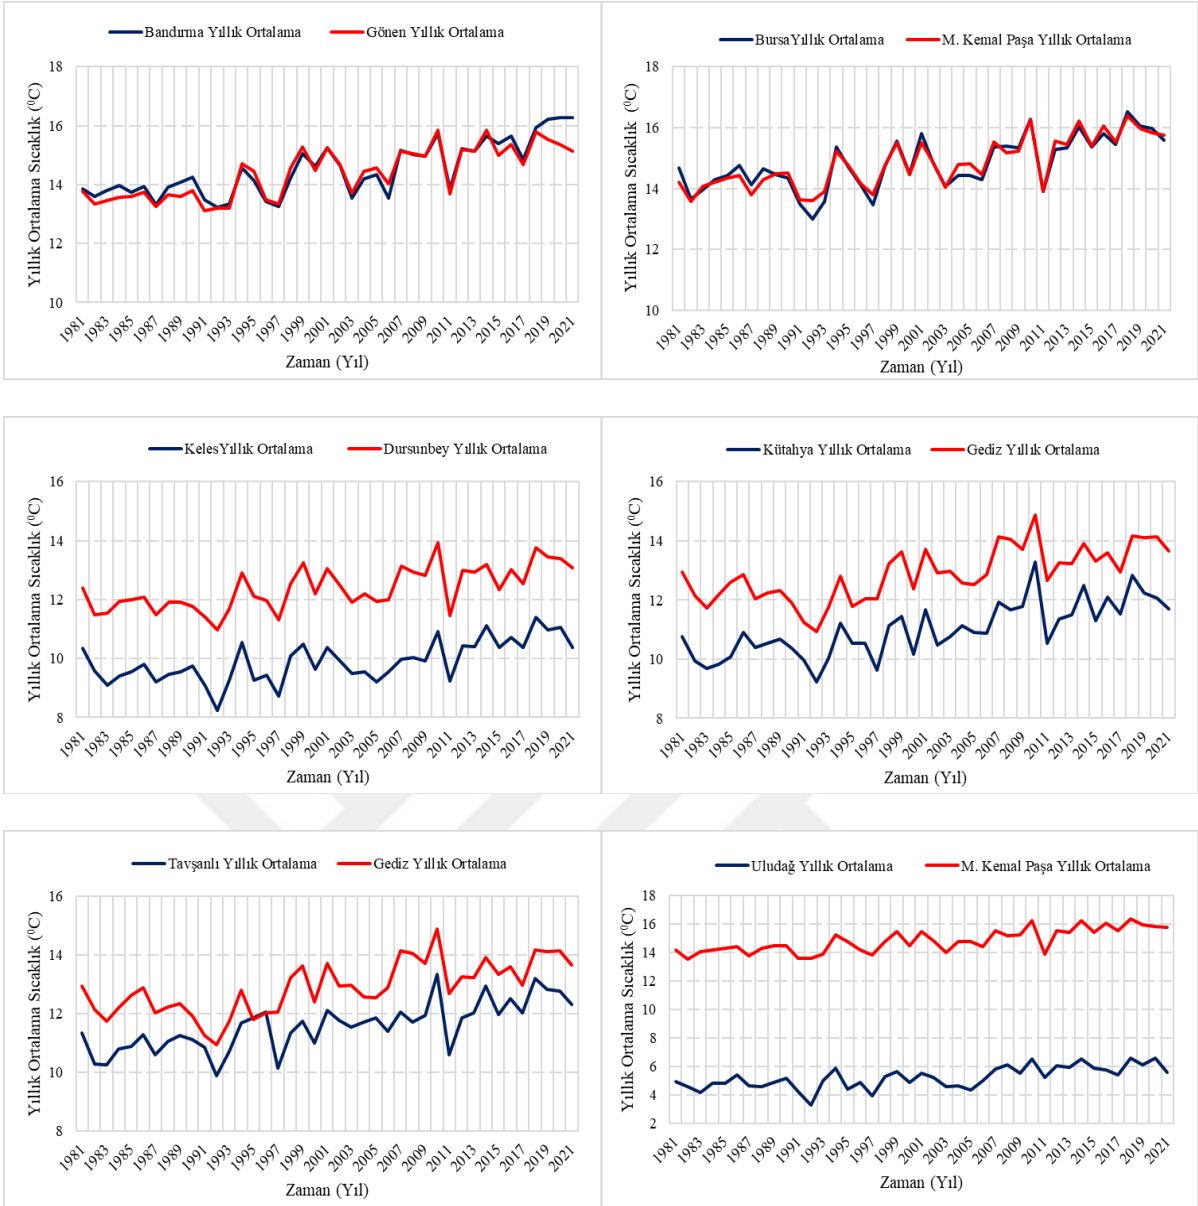 Bandırma Yıllık Ortalama Gönen Yıllık Ortalama
Yıllık Ortalama Sıcaklık (⁰C)
18
16
14
12
10
1981 1983 1985 1987 1989 1991 1993 1995 1997 1999 2001 2003 2005 2007 2009 2011 2013 2015 2017 2019 2021
Zaman (Yıl)
BursaYıllık Ortalama M. Kemal Paşa Yıllık Ortalama
Yıllık Ortalama Sıcaklık (⁰C)
18
16
14
12
10
1981 1983 1985 1987 1989 1991 1993 1995 1997 1999 2001 2003 2005 2007 2009 2011 2013 2015 2017 2019 2021
Zaman (Yıl)
KelesYıllık Ortalama Dursunbey Yıllık Ortalama
Yıllık Ortalama Sıcaklık (⁰C)
16
14
12
10
8
1981 1983 1985 1987 1989 1991 1993 1995 1997 1999 2001 2003 2005 2007 2009 2011 2013 2015 2017 2019 2021
Zaman (Yıl)
Kütahya Yıllık Ortalama Gediz Yıllık Ortalama
Yıllık Ortalama Sıcaklık (⁰C)
16
14
12
10
8
1981 1983 1985 1987 1989 1991 1993 1995 1997 1999 2001 2003 2005 2007 2009 2011 2013 2015 2017 2019 2021
Zaman (Yıl)
Tavşanlı Yıllık Ortalama Gediz Yıllık Ortalama
Yıllık Ortalama Sıcaklık (⁰C)
16
14
12
10
8
1981 1983 1985 1987 1989 1991 1993 1995 1997 1999 2001 2003 2005 2007 2009 2011 2013 2015 2017 2019 2021
Zaman (Yıl)
Uludağ Yıllık Ortalama M. Kemal Paşa Yıllık Ortalama
Yıllık Ortalama Sıcaklık (⁰C)
18
16
14
12
10
8
6
4
2
1981 1983 1985 1987 1989 1991 1993 1995 1997 1999 2001 2003 2005 2007 2009 2011 2013 2015 2017 2019 2021
Zaman (Yıl)